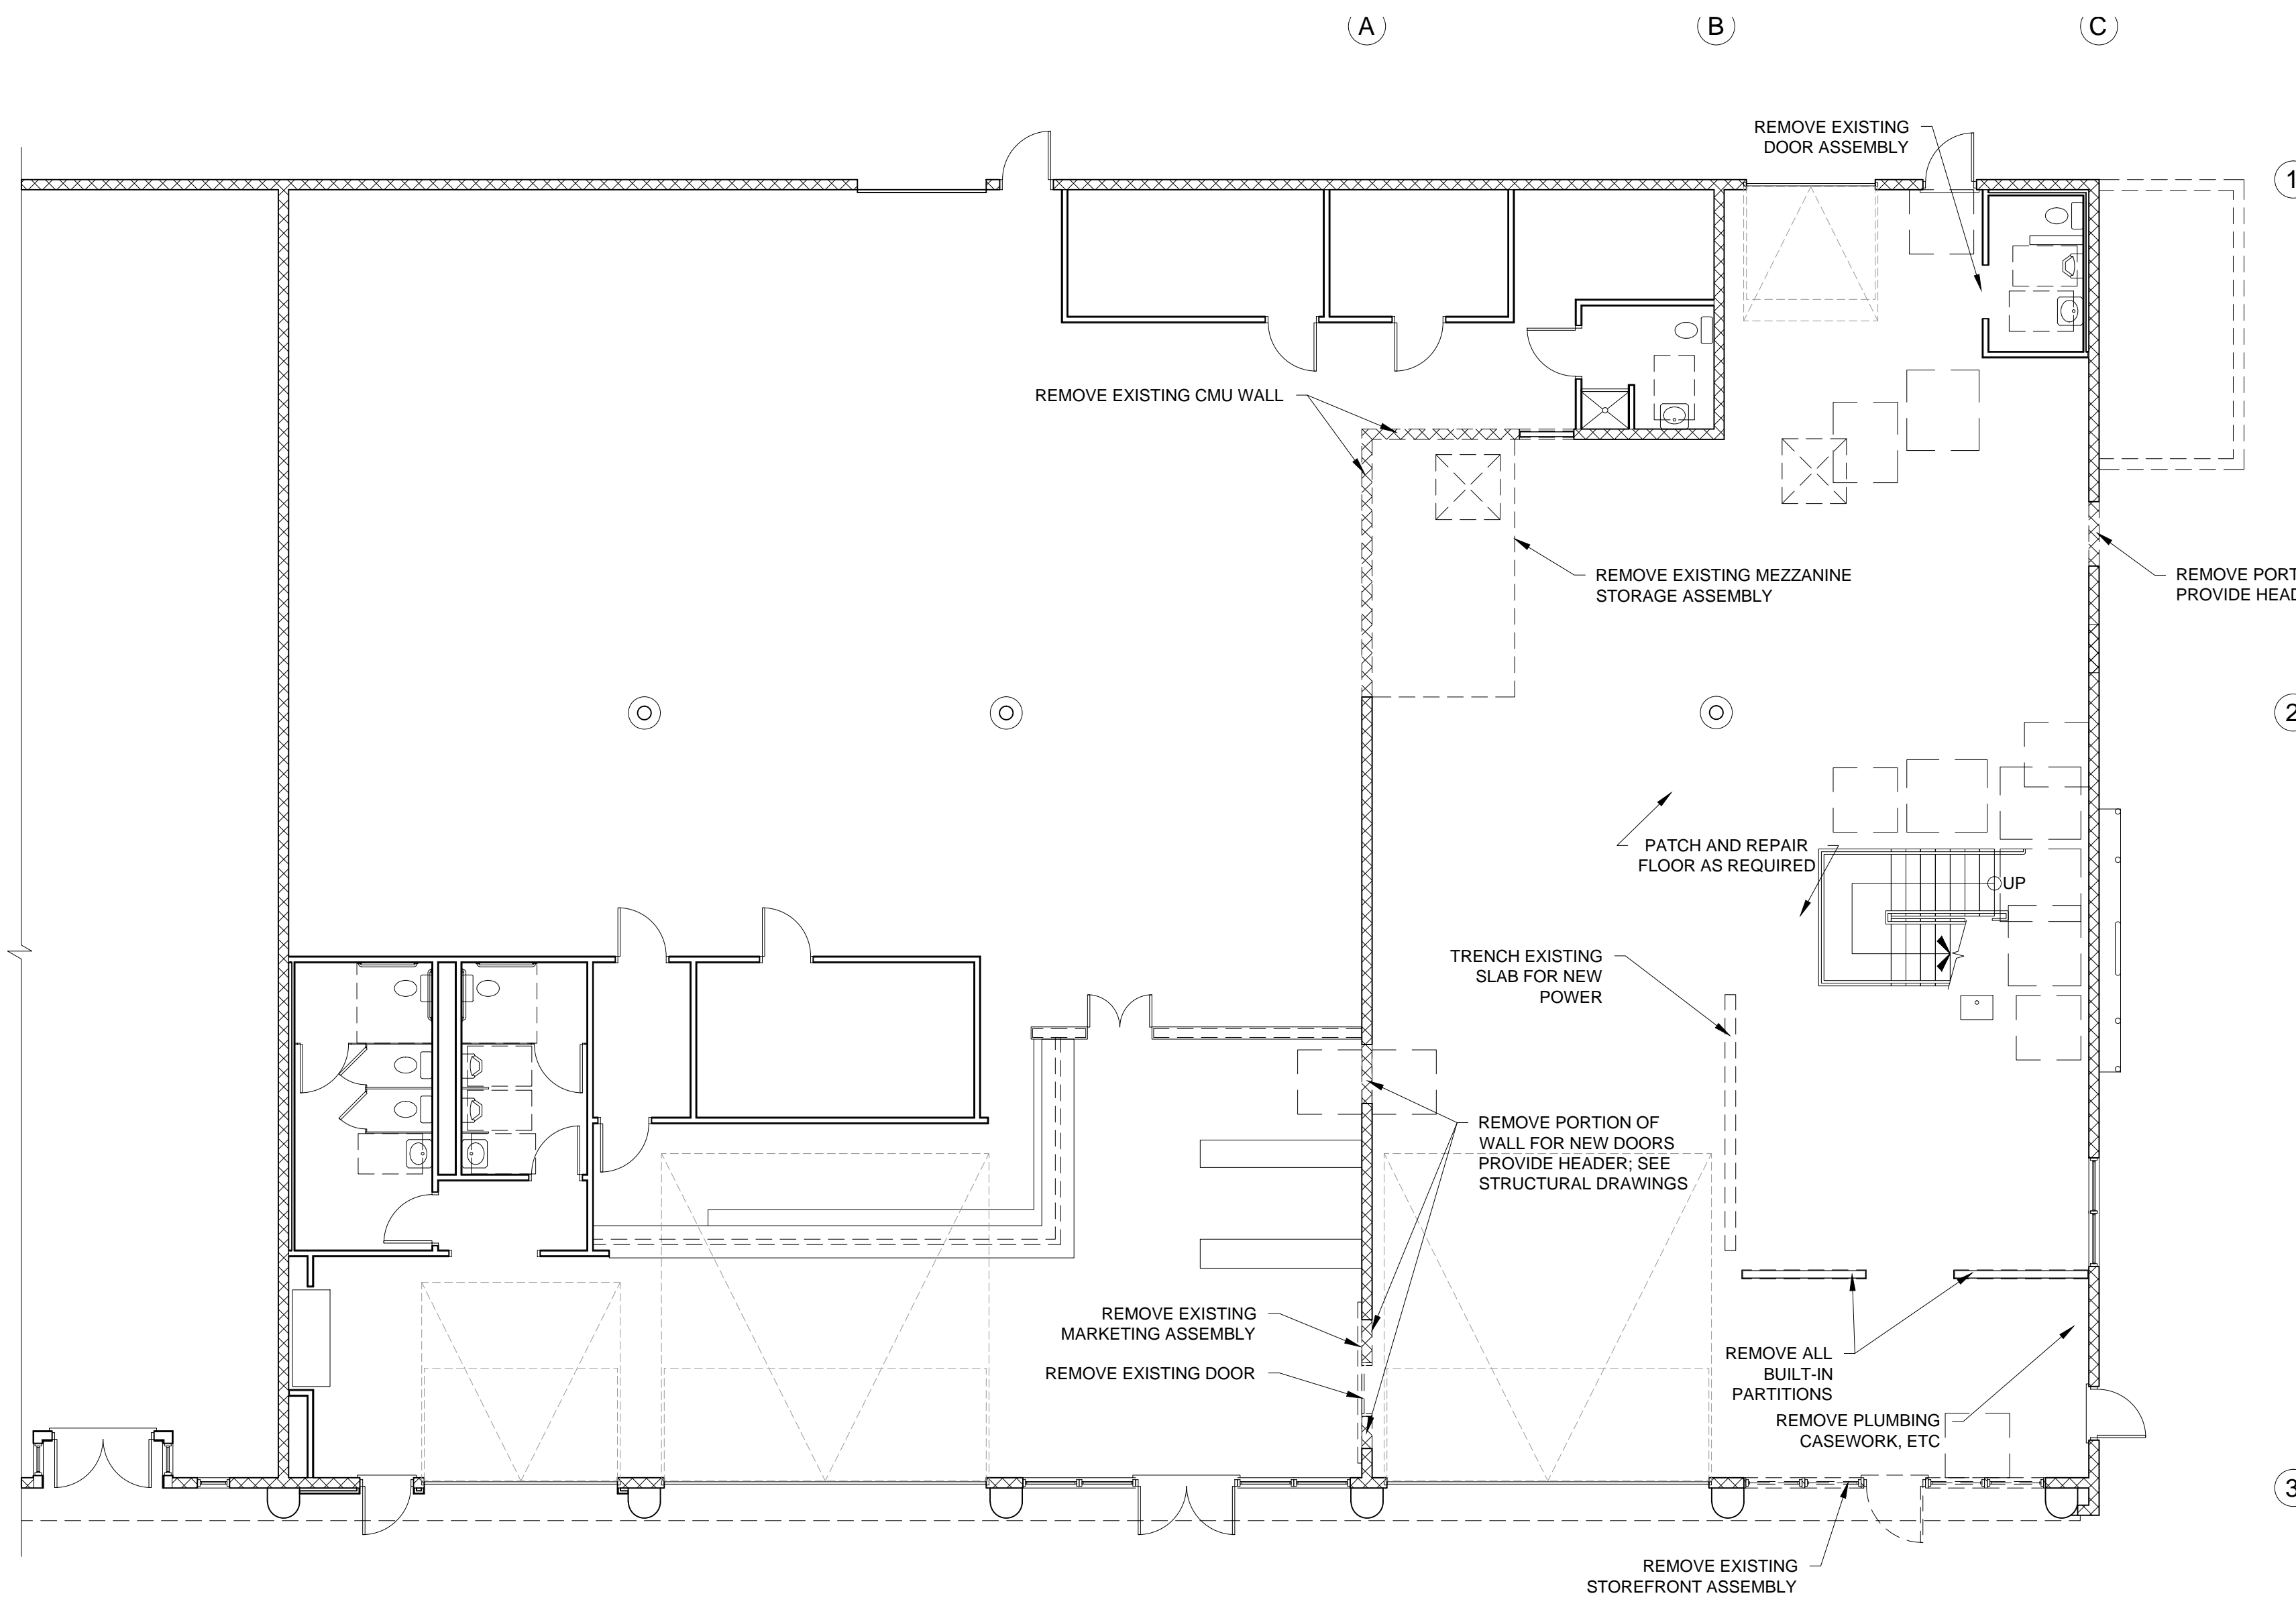 A
B
C
REMOVE EXISTING
DOOR ASSEMBLY
1
REMOVE EXISTING CMU WALL
REMOVE EXISTING MEZZANINE
STORAGE ASSEMBLY
REMOVE PORT
PROVIDE HEAD
2
PATCH AND REPAIR
FLOOR AS REQUIRED
UP
TRENCH EXISTING
SLAB FOR NEW
POWER
REMOVE PORTION OF
WALL FOR NEW DOORS
PROVIDE HEADER; SEE
STRUCTURAL DRAWINGS
REMOVE EXISTING
MARKETING ASSEMBLY
REMOVE EXISTING DOOR
REMOVE ALL
BUILT-IN
PARTITIONS
REMOVE PLUMBING
CASEWORK, ETC
3
REMOVE EXISTING
STOREFRONT ASSEMBLY